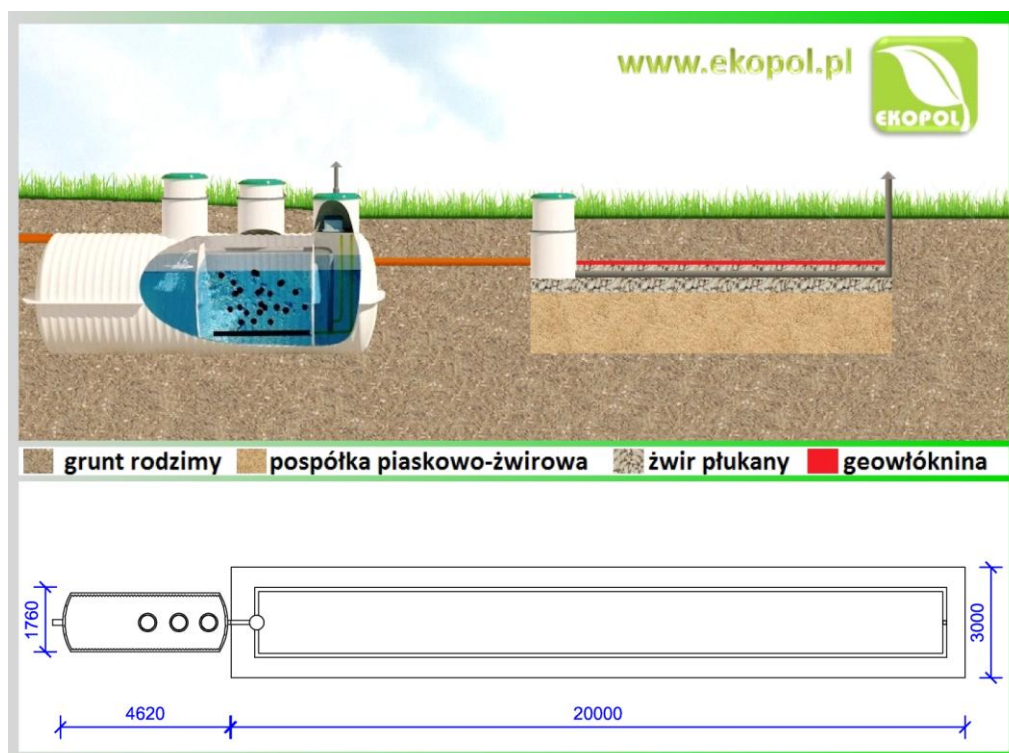 www.ekopol.pl
EKOPOL
grunt rodzimy pospółka piaskowo-żwirowa żwir płukany geowłóknina
1760
3000
4620
20000